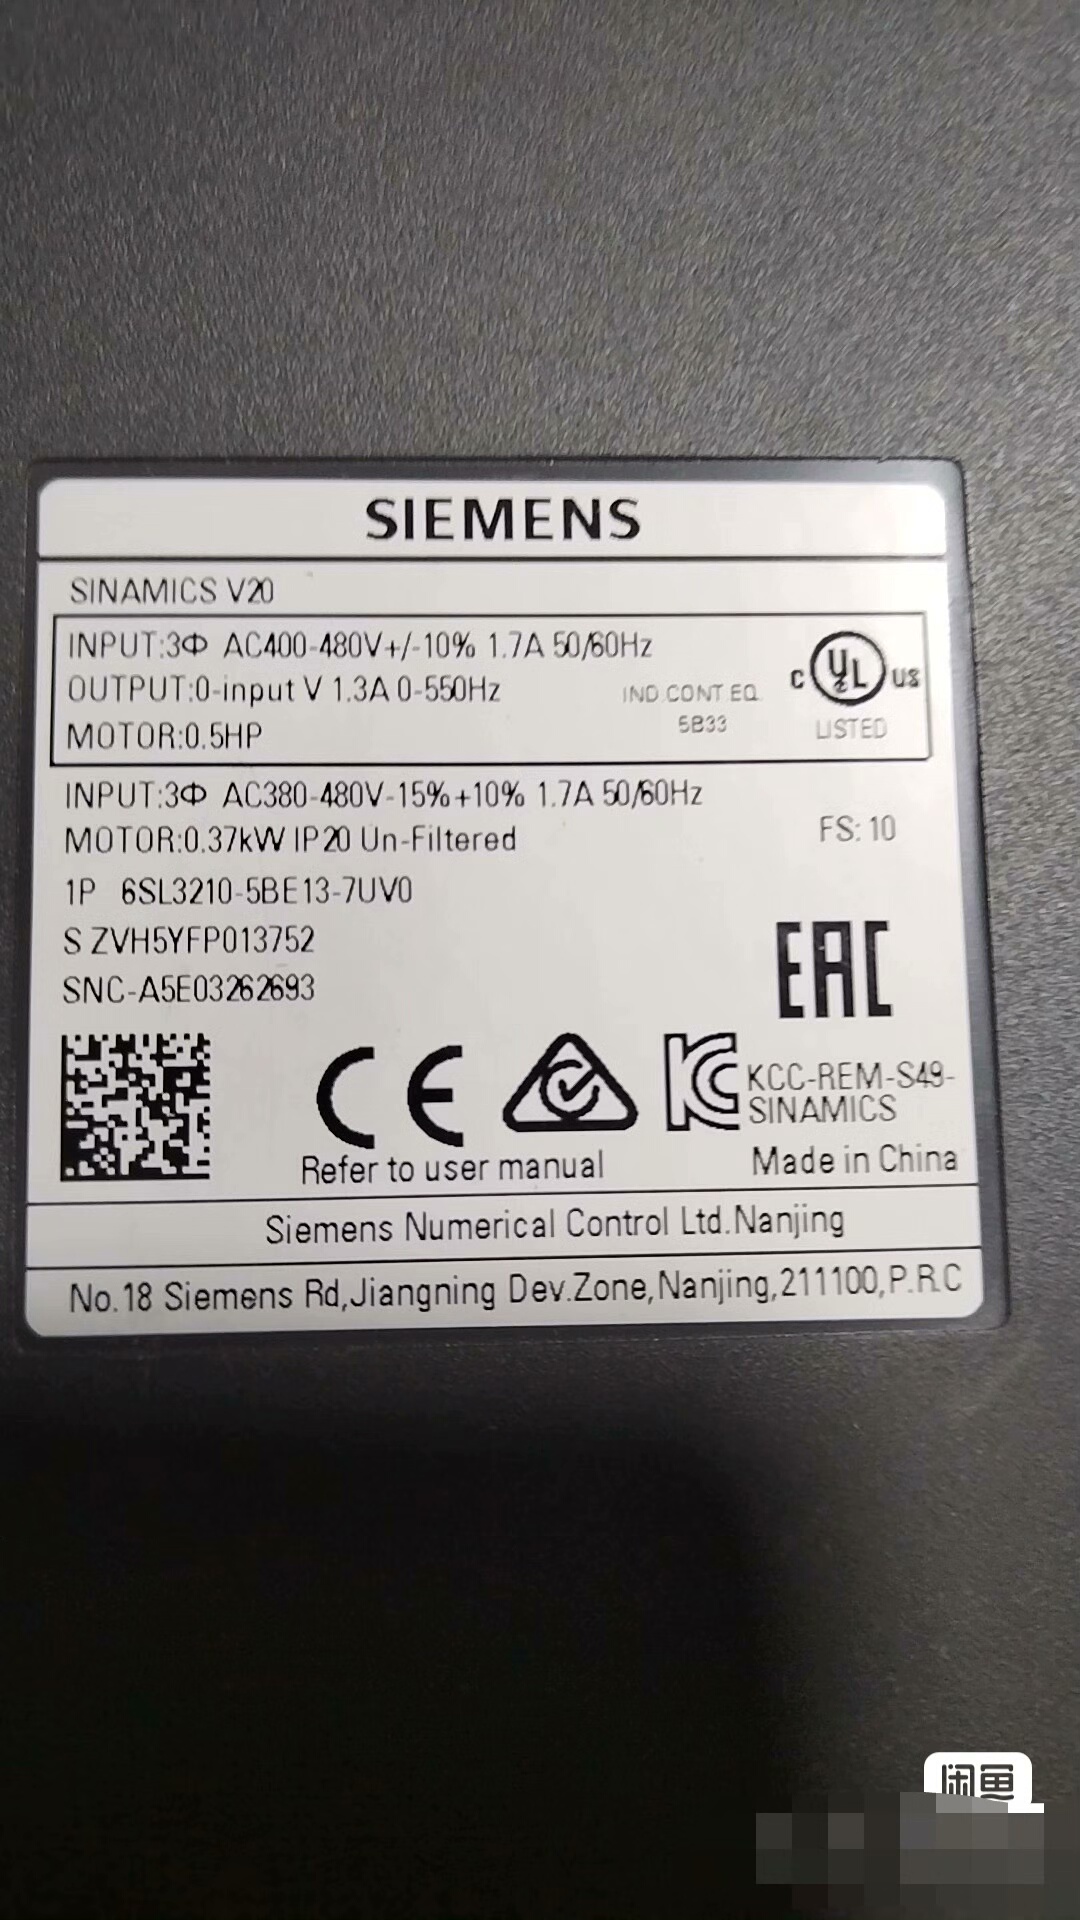 SIEMENS
SINAMICS V20
INPUT:3Φ AC400-480V+/-10% 1.7A 50/60Hz
OUTPUT:0-input V 1.3A 0-550Hz
MOTOR:0.5HP
IND.CONT.EQ.
5B33
C UL US
LISTED
INPUT:3Φ AC380-480V-15%+10% 1.7A 50/60Hz
MOTOR:0.37kW IP20 Un-Filtered
FS: 10
1P 6SL3210-5BE13-7UV0
S ZVH5YFP013752
SNC-A5E03262693
EAC
CE
KC
KCC-REM-S49-
SINAMICS
Refer to user manual
Made in China
Siemens Numerical Control Ltd.Nanjing
No.18 Siemens Rd,Jiangning Dev.Zone,Nanjing,211100,P.R.C
闲鱼